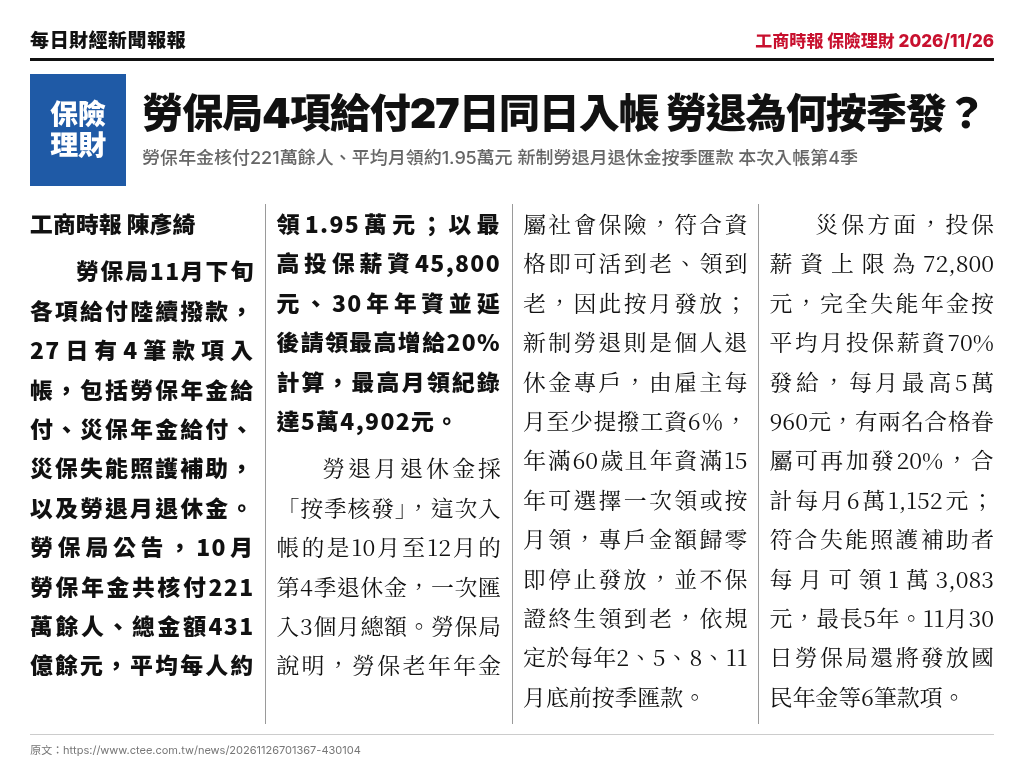 每日財經新聞報報
工商時報 保險理財 2026/11/26
保險
理財
勞保局4項給付27日同日入帳 勞退為何按季發？
勞保年金核付221萬餘人、平均月領約1.95萬元 新制勞退月退休金按季匯款 本次入帳第4季
工商時報 陳彥綺
勞保局11月下旬
各項給付陸續撥款，
27日有4筆款項入
帳，包括勞保年金給
付、災保年金給付、
災保失能照護補助，
以及勞退月退休金。
勞保局公告，10月
勞保年金共核付221
萬餘人、總金額431
億餘元，平均每人約
領1.95萬元；以最
高投保薪資45,800
元、30年年資並延
後請領最高增給20%
計算，最高月領紀錄
達5萬4,902元。
勞退月退休金採
「按季核發」，這次入
帳的是10月至12月的
第4季退休金，一次匯
入3個月總額。勞保局
說明，勞保老年年金
屬社會保險，符合資
格即可活到老、領到
老，因此按月發放；
新制勞退則是個人退
休金專戶，由雇主每
月至少提撥工資6%，
年滿60歲且年資滿15
年可選擇一次領或按
月領，專戶金額歸零
即停止發放，並不保
證終生領到老，依規
定於每年2、5、8、11
月底前按季匯款。
災保方面，投保
薪資上限為72,800
元，完全失能年金按
平均月投保薪資70%
發給，每月最高5萬
960元，有兩名合格眷
屬可再加發20%，合
計每月6萬1,152元；
符合失能照護補助者
每月可領1萬3,083
元，最長5年。11月30
日勞保局還將發放國
民年金等6筆款項。
原文：https://www.ctee.com.tw/news/20261126701367-430104